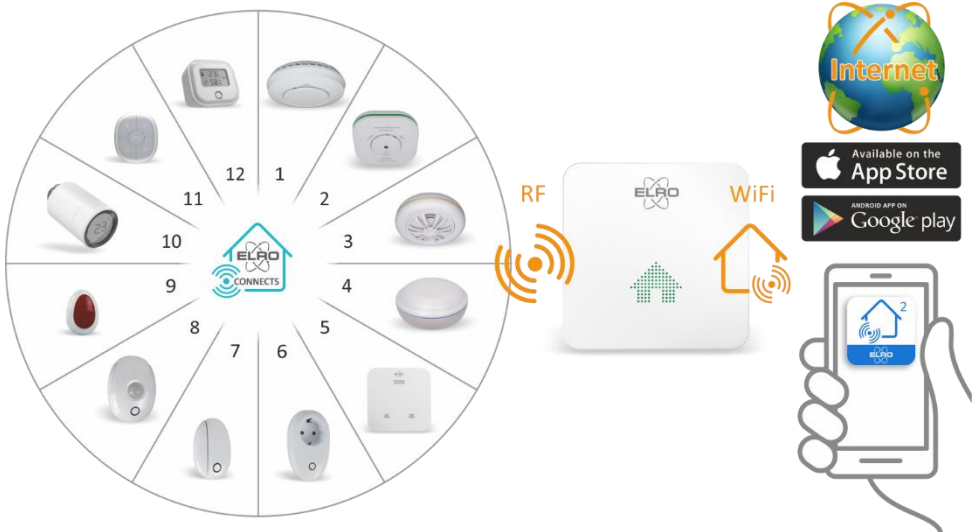 12
1
11
2
10
3
9
4
8
5
7
6
ELRO
CONNECTS
RF
ELRO
WiFi
Internet
Available on the
App Store
ANDROID APP ON
Google play
2
ELRO